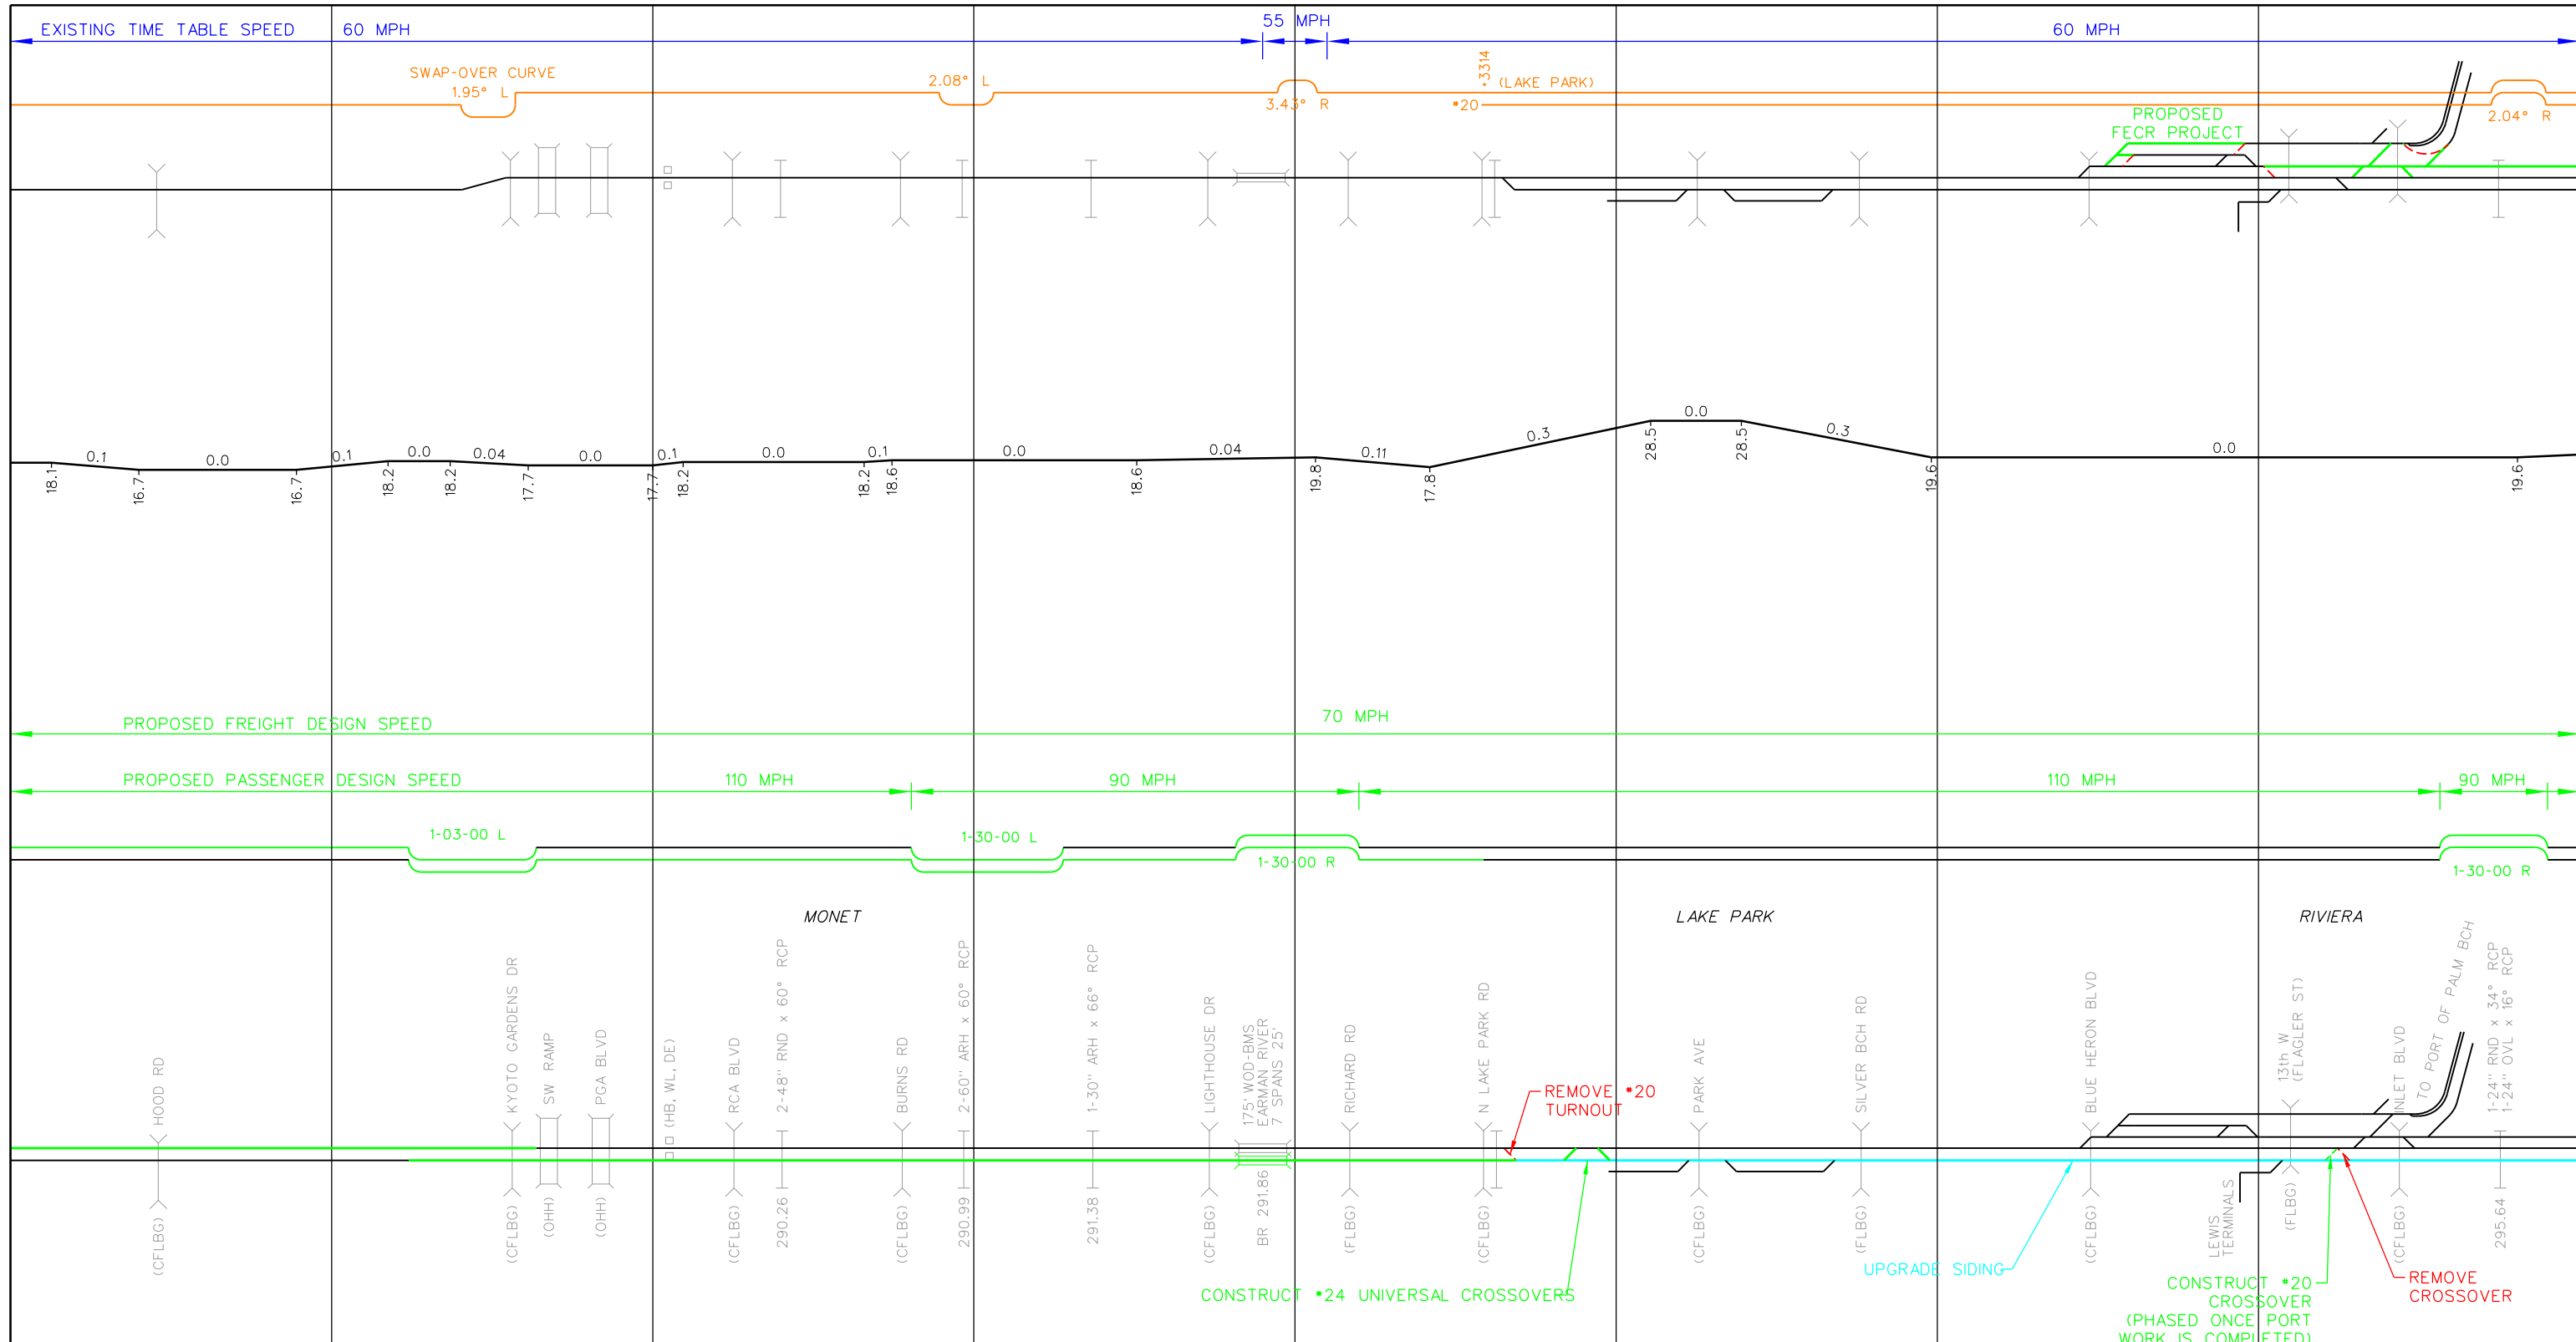 EXISTING TIME TABLE SPEED
60 MPH
55 MPH
60 MPH
SWAP-OVER CURVE
1.95° L
2.08° L
3.43° R
*20
+3314
(LAKE PARK)
2.04° R
PROPOSED
FECR PROJECT
0.1
0.0
0.1
0.0
0.04
0.0
0.1
0.0
0.1
0.0
0.04
0.11
0.3
0.0
0.3
0.0
18.1
16.7
16.7
18.2
18.2
17.7
17.7
18.2
18.2
18.6
18.6
19.8
17.8
28.5
28.5
19.6
19.6
PROPOSED FREIGHT DESIGN SPEED
70 MPH
PROPOSED PASSENGER DESIGN SPEED
110 MPH
90 MPH
110 MPH
90 MPH
1-03-00 L
1-30-00 L
1-30-00 R
1-30-00 R
MONET
LAKE PARK
RIVIERA
HOOD RD
(CFLBG)
KYOTO GARDENS DR
(CFLBG)
SW RAMP
(OHH)
PGA BLVD
(OHH)
(HB, WL, DE)
RCA BLVD
(CFLBG)
2-48" RND x 60° RCP
290.26
BURNS RD
(CFLBG)
2-60" ARH x 60° RCP
290.99
1-30" ARH x 66° RCP
291.38
LIGHTHOUSE DR
(CFLBG)
175' WOD-BMS
EARMAN RIVER
7 SPANS 25'
BR 291.86
RICHARD RD
(FLBG)
N LAKE PARK RD
(CFLBG)
REMOVE *20
TURNOUT
PARK AVE
(CFLBG)
SILVER BCH RD
(FLBG)
BLUE HERON BLVD
(CFLBG)
LEWIS
TERMINALS
13th W
(FLAGLER ST)
(FLBG)
INLET BLVD
(CFLBG)
TO PORT OF PALM BCH
1-24" RND x 34° RCP
1-24" OVL x 16° RCP
295.64
CONSTRUCT *24 UNIVERSAL CROSSOVERS
UPGRADE SIDING
CONSTRUCT *20
CROSSOVER
(PHASED ONCE PORT
WORK IS COMPLETED)
REMOVE
CROSSOVER